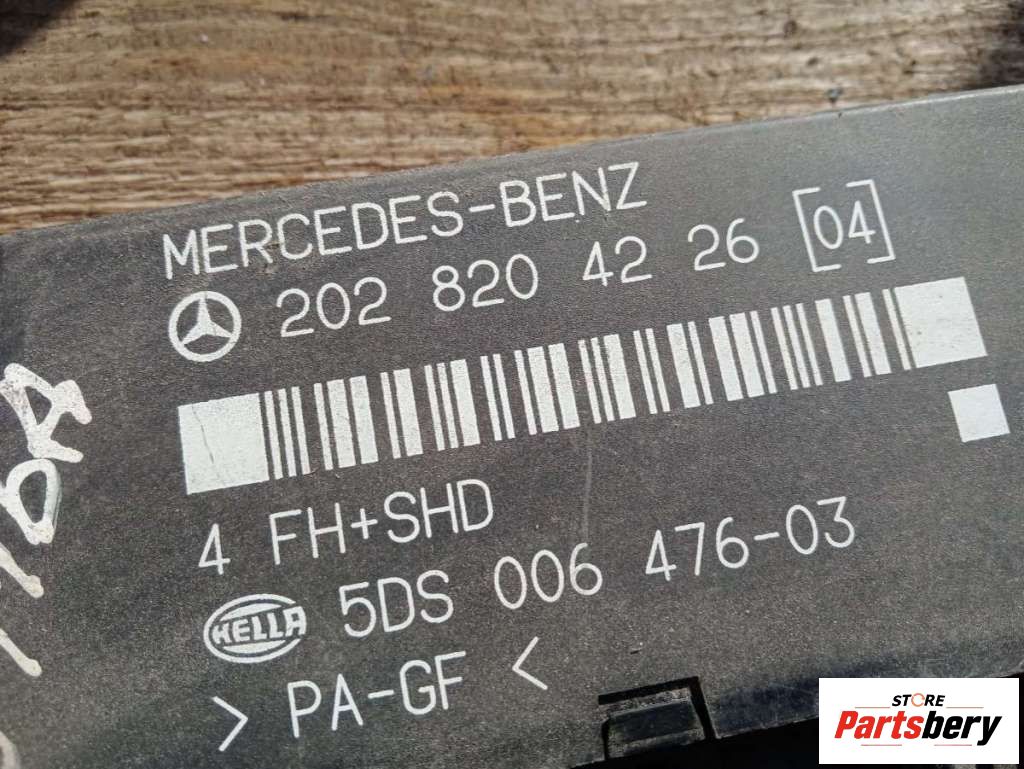 MERCEDES-BENZ
202 820 42 26 [04]
4 FH+SHD
HELLA 5DS 006 476-03
> PA-GF <
STORE
Partsbery